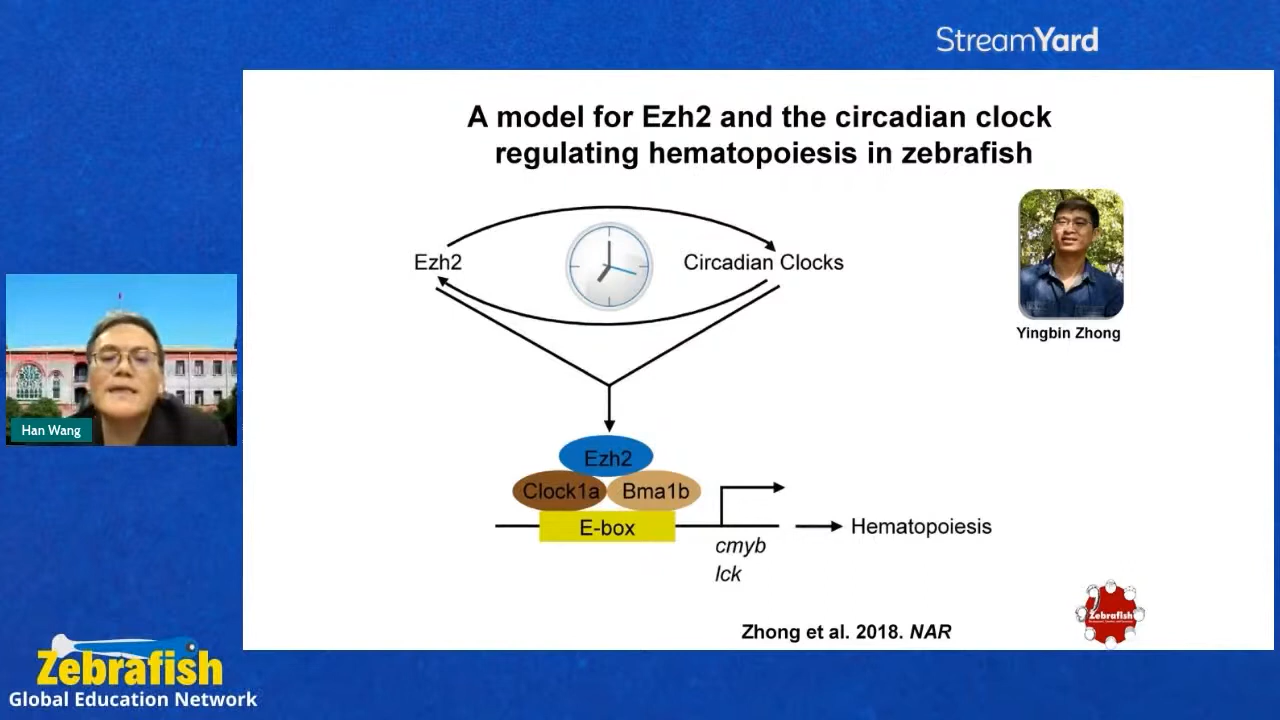 StreamYard
A model for Ezh2 and the circadian clock
regulating hematopoiesis in zebrafish
Ezh2
Circadian Clocks
Yingbin Zhong
Han Wang
Ezh2
Clock1a
Bma1b
E-box
Hematopoiesis
cmyb
lck
Zebrafish
Zhong et al. 2018. NAR
Zebrafish
Global Education Network